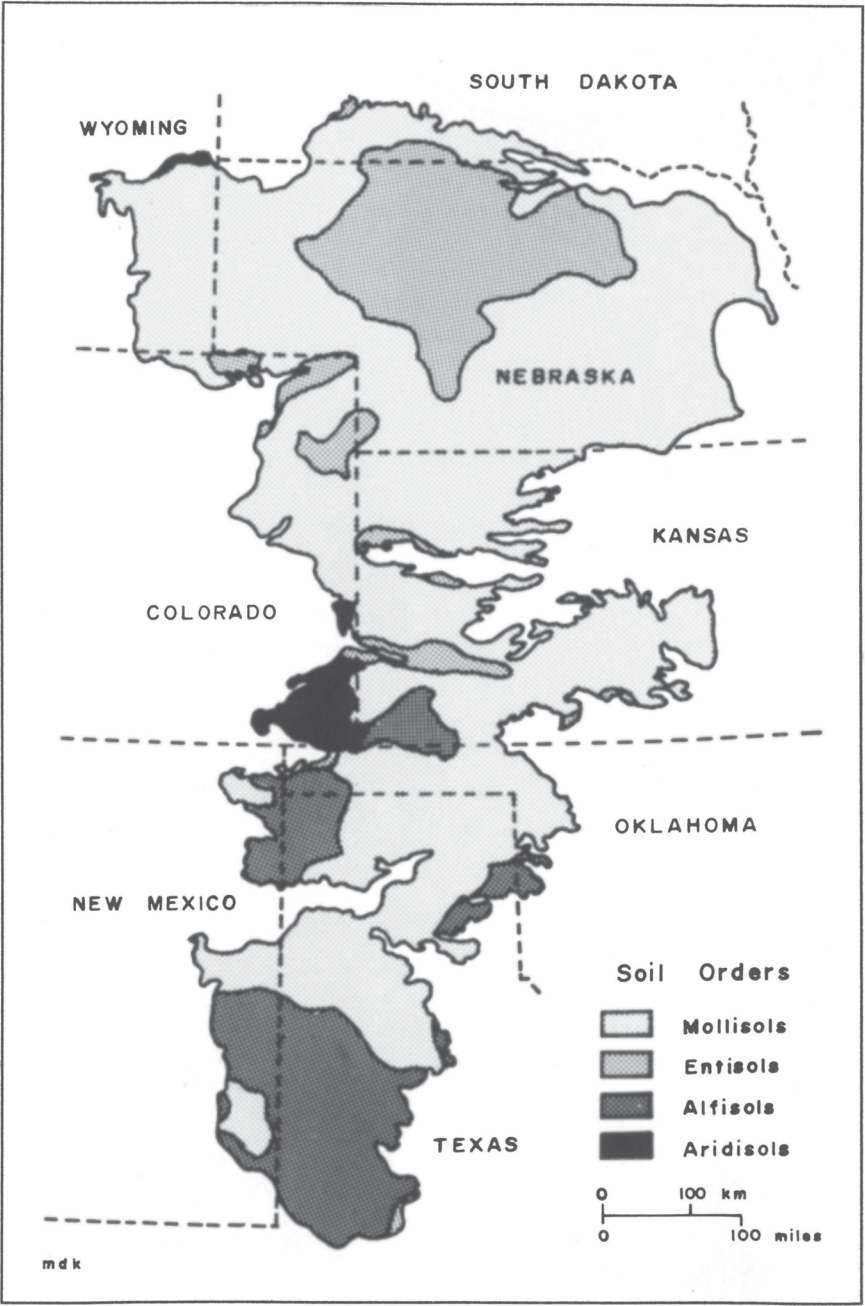 SOUTH DAKOTA
WYOMING
NEBRASKA
KANSAS
COLORADO
OKLAHOMA
NEW MEXICO
Soil Orders
Mollisols
Entisols
Alfisols
Aridisols
TEXAS
0 100 km
0 100 miles
mdk